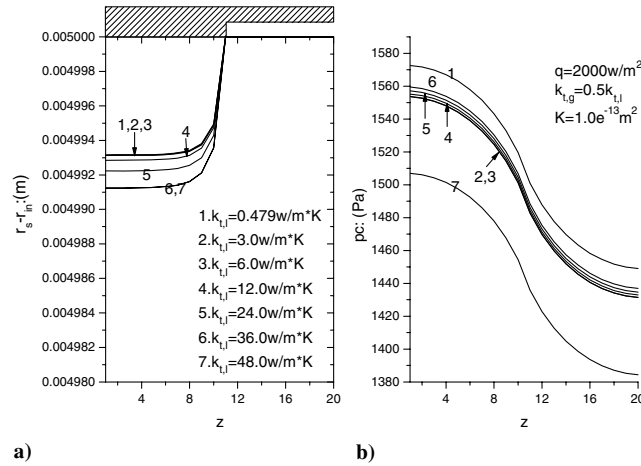 0.005000
0.004998
0.004996
0.004994
0.004992
0.004990
0.004988
0.004986
0.004984
0.004982
0.004980
r_s-r_in:(m)
1,2,3
4
5
6,7
1.k_t,l=0.479w/m*K
2.k_t,l=3.0w/m*K
3.k_t,l=6.0w/m*K
4.k_t,l=12.0w/m*K
5.k_t,l=24.0w/m*K
6.k_t,l=36.0w/m*K
7.k_t,l=48.0w/m*K
4 8 12 16 20
z
a)
1580
1560
1540
1520
1500
1480
1460
1440
1420
1400
1380
pc: (Pa)
1
6
5
4
2,3
7
q=2000w/m²
k_t,g=0.5k_t,l
K=1.0e⁻¹³m²
4 8 12 16 20
z
b)